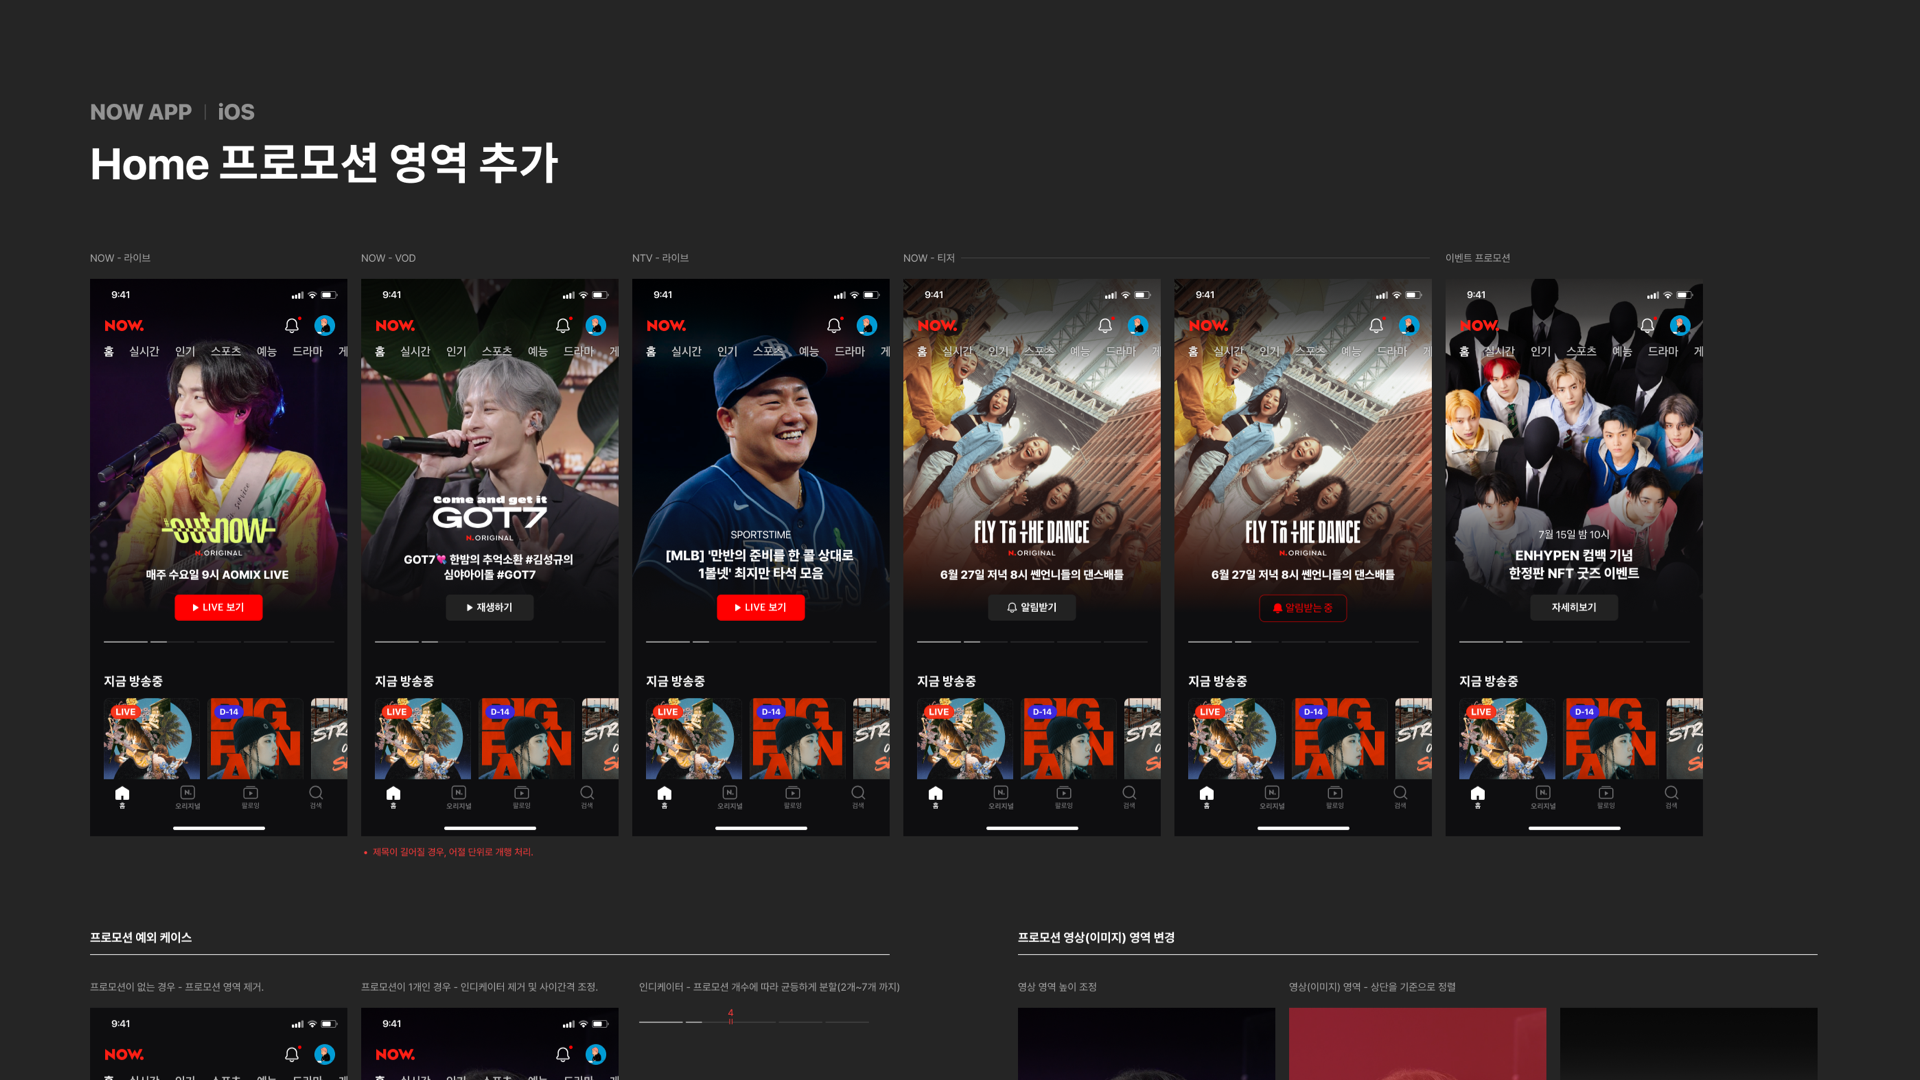 NOW APP | iOS
Home 프로모션 영역 추가
NOW - 라이브
9:41
NOW.
홈 실시간 인기 스포츠 예능 드라마 게
outnow
N. ORIGINAL
매주 수요일 9시 AOMIX LIVE
LIVE 보기
지금 방송중
LIVE
D-14
BIG FAN
홈 오리지널 팔로잉 검색
NOW - VOD
9:41
NOW.
홈 실시간 인기 스포츠 예능 드라마 게
Come and get it
GOT7
N. ORIGINAL
GOT7💘 한밤의 추억소환 #김성규의
심야아이돌 #GOT7
재생하기
지금 방송중
LIVE
D-14
BIG FAN
홈 오리지널 팔로잉 검색
• 제목이 길어질 경우, 어절 단위로 개행 처리.
NTV - 라이브
9:41
NOW.
홈 실시간 인기 스포츠 예능 드라마 게
SPORTSTIME
[MLB] '만반의 준비를 한 콜 상대로
1볼넷' 최지만 타석 모음
LIVE 보기
지금 방송중
LIVE
D-14
BIG FAN
홈 오리지널 팔로잉 검색
NOW - 티저
9:41
NOW.
홈 실시간 인기 스포츠 예능 드라마 게
FLY TO THE DANCE
N. ORIGINAL
6월 27일 저녁 8시 쎈언니들의 댄스배틀
알림받기
지금 방송중
LIVE
D-14
BIG FAN
홈 오리지널 팔로잉 검색
9:41
NOW.
홈 실시간 인기 스포츠 예능 드라마 게
FLY TO THE DANCE
N. ORIGINAL
6월 27일 저녁 8시 쎈언니들의 댄스배틀
알림받는 중
지금 방송중
LIVE
D-14
BIG FAN
홈 오리지널 팔로잉 검색
이벤트 프로모션
9:41
NOW.
홈 실시간 인기 스포츠 예능 드라마 게
7월 15일 밤 10시
ENHYPEN 컴백 기념
한정판 NFT 굿즈 이벤트
자세히보기
지금 방송중
LIVE
D-14
BIG FAN
홈 오리지널 팔로잉 검색
프로모션 예외 케이스
프로모션이 없는 경우 - 프로모션 영역 제거.
9:41
NOW.
프로모션이 1개인 경우 - 인디케이터 제거 및 사이간격 조정.
9:41
NOW.
인디케이터 - 프로모션 개수에 따라 균등하게 분할(2개~7개 까지)
4
프로모션 영상(이미지) 영역 변경
영상 영역 높이 조정
영상(이미지) 영역 - 상단을 기준으로 정렬